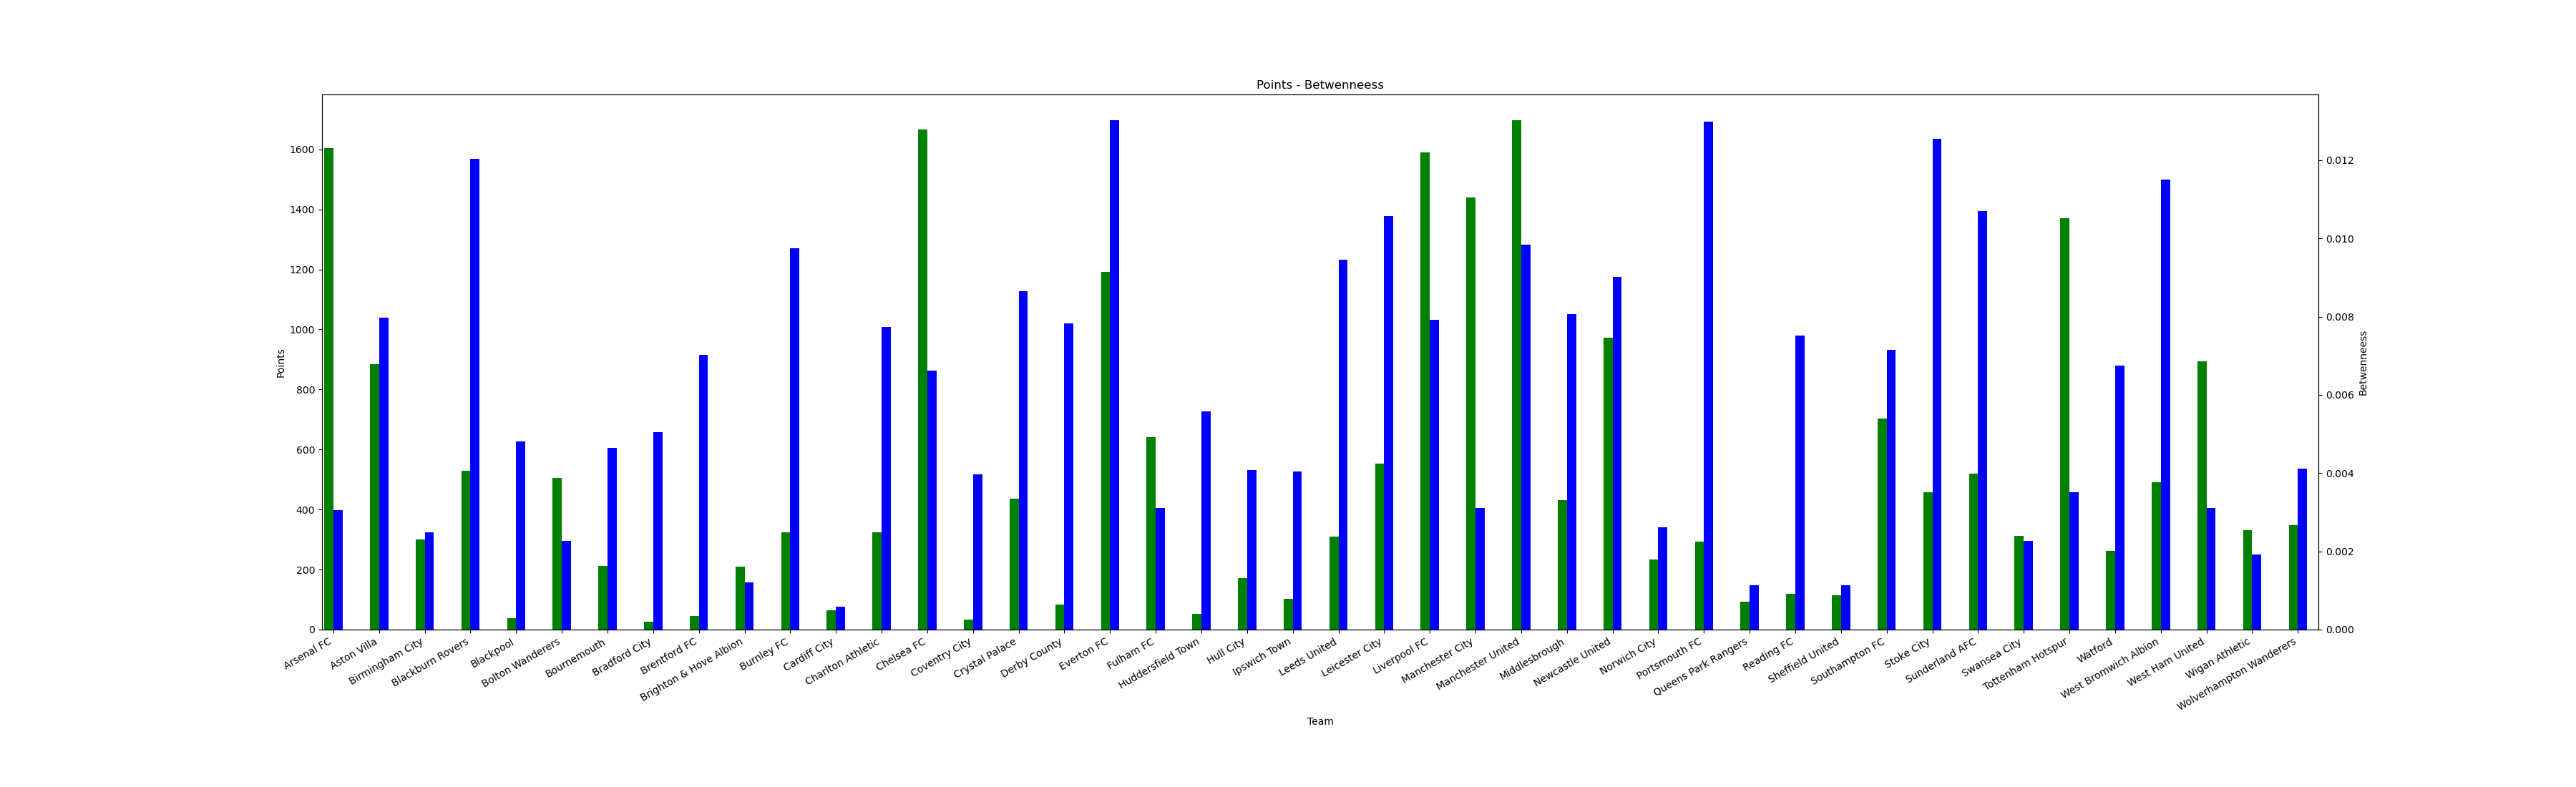 Points - Betwenneess
1600
1400
1200
1000
800
600
400
200
0
Points
0.012
0.010
0.008
0.006
0.004
0.002
0.000
Betwenneess
Arsenal FC
Aston Villa
Birmingham City
Blackburn Rovers
Blackpool
Bolton Wanderers
Bournemouth
Bradford City
Brentford FC
Brighton & Hove Albion
Burnley FC
Cardiff City
Charlton Athletic
Chelsea FC
Coventry City
Crystal Palace
Derby County
Everton FC
Fulham FC
Huddersfield Town
Hull City
Ipswich Town
Leeds United
Leicester City
Liverpool FC
Manchester City
Manchester United
Middlesbrough
Newcastle United
Norwich City
Portsmouth FC
Queens Park Rangers
Reading FC
Sheffield United
Southampton FC
Stoke City
Sunderland AFC
Swansea City
Tottenham Hotspur
Watford
West Bromwich Albion
West Ham United
Wigan Athletic
Wolverhampton Wanderers
Team